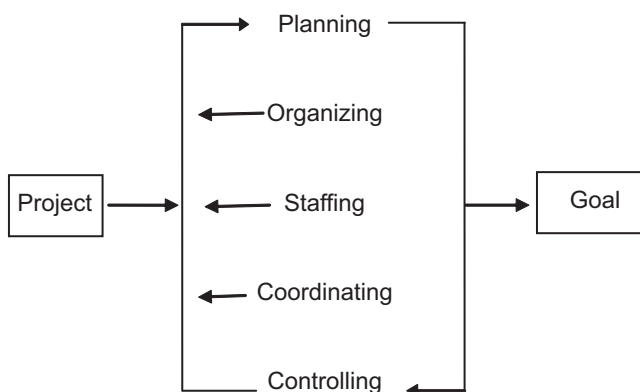 Planning
Organizing
Project
Staffing
Goal
Coordinating
Controlling